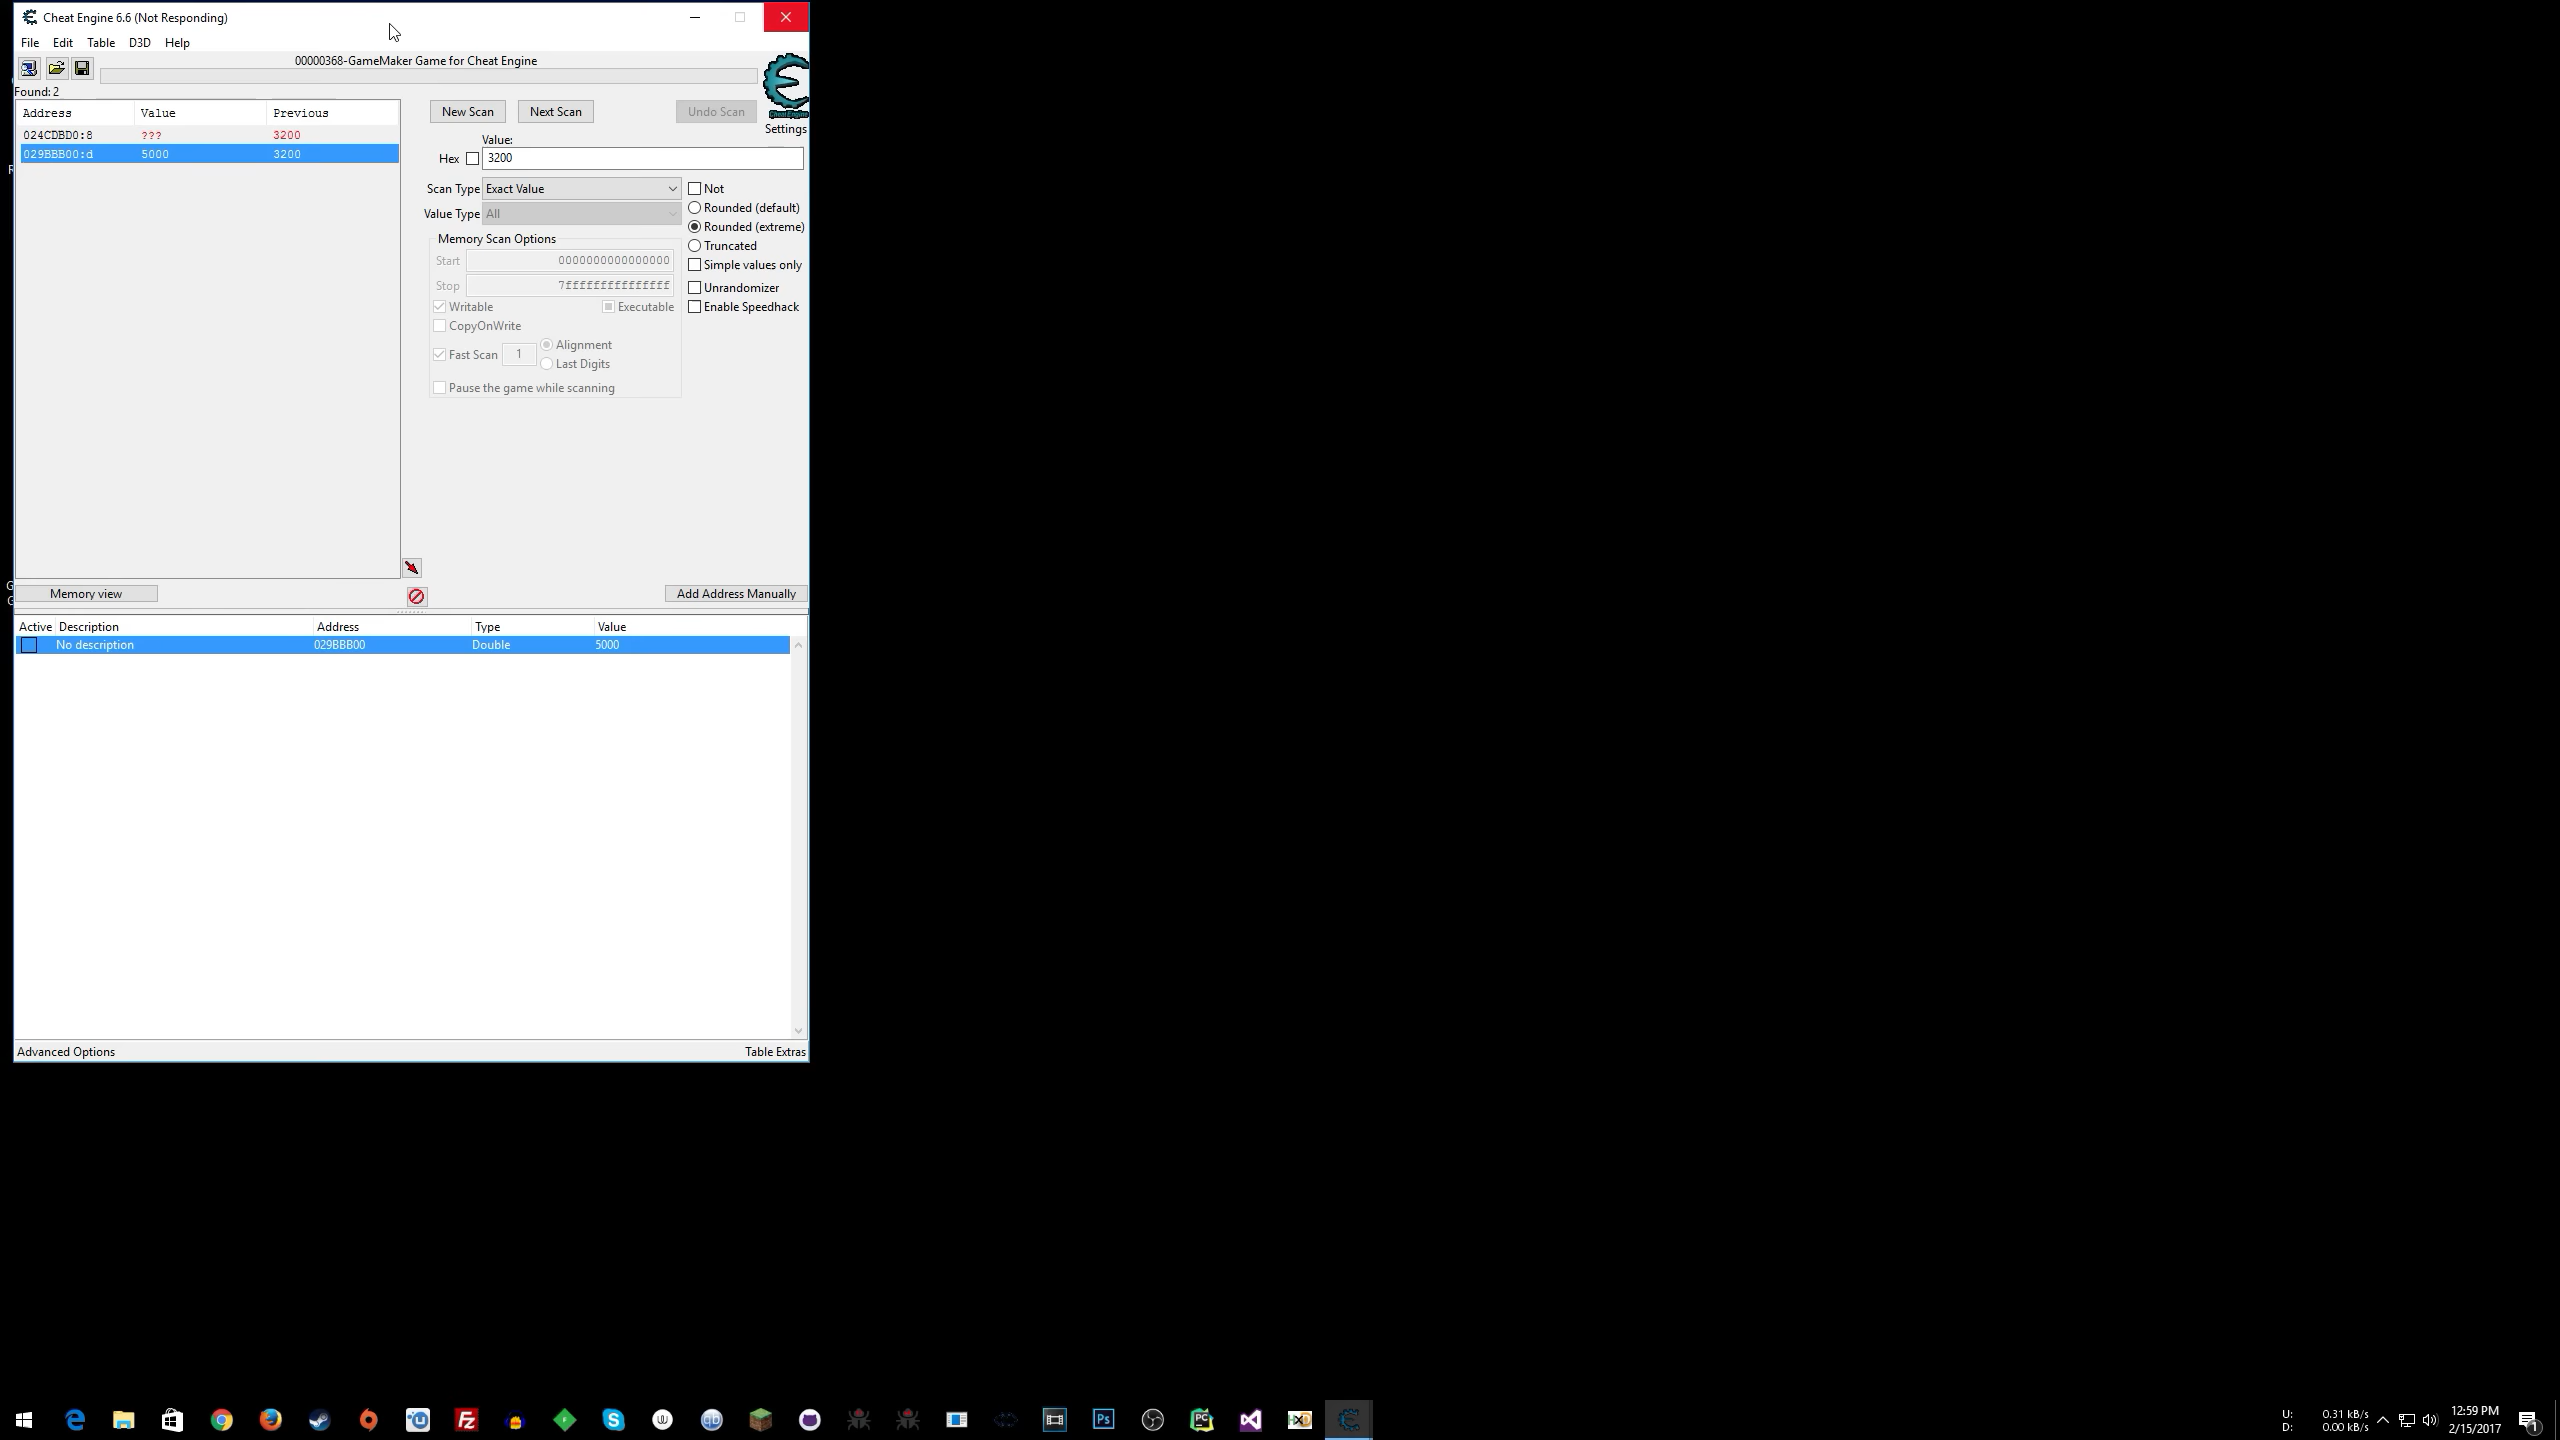 Cheat Engine 6.6 (Not Responding)
File Edit Table D3D Help
00000368-GameMaker Game for Cheat Engine
Found: 2
Address Value Previous
024CDBD0:8 ??? 3200
029BBB00:d 5000 3200
New Scan Next Scan Undo Scan
Cheat Engine
Settings
Value:
Hex 3200
Scan Type Exact Value
Value Type All
Not
Rounded (default)
Rounded (extreme)
Truncated
Simple values only
Unrandomizer
Enable Speedhack
Memory Scan Options
Start 0000000000000000
Stop 7fffffffffffffff
Writable Executable
CopyOnWrite
Fast Scan 1 Alignment
Last Digits
Pause the game while scanning
Memory view Add Address Manually
Active Description Address Type Value
No description 029BBB00 Double 5000
Advanced Options Table Extras
U: 0.31 kB/s
D: 0.00 kB/s
12:59 PM
2/15/2017
1